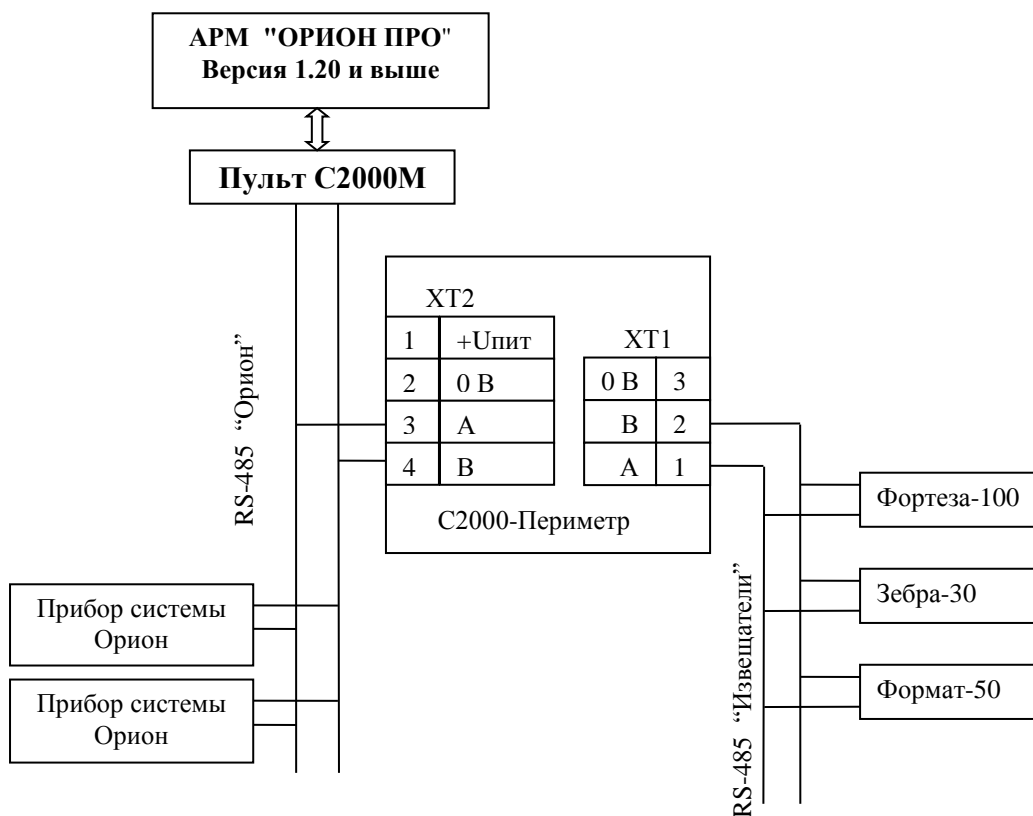 АРМ "ОРИОН ПРО"
Версия 1.20 и выше
Пульт С2000М
RS-485 “Орион”
XT2
1 +Uпит
2 0 В
3 А
4 В
XT1
0 В 3
В 2
А 1
С2000-Периметр
Фортеза-100
Зебра-30
Формат-50
RS-485 “Извещатели”
Прибор системы
Орион
Прибор системы
Орион